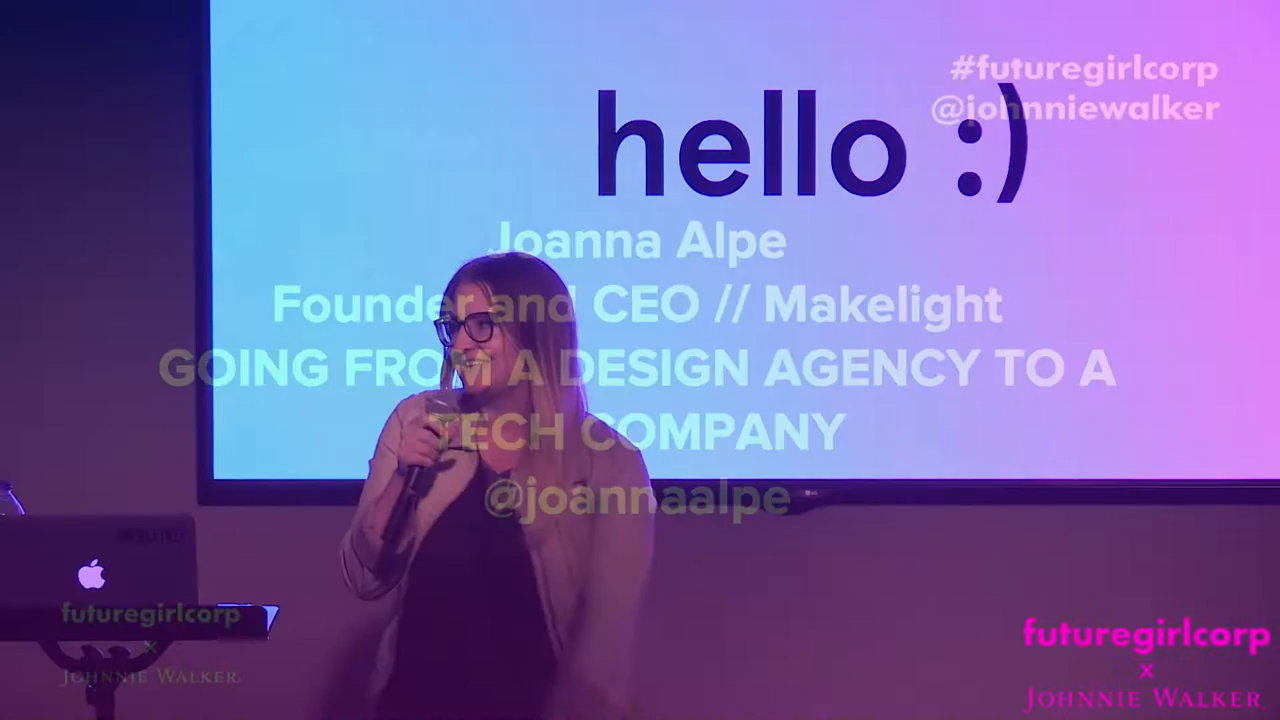 #futuregirlcorp
@johnniewalker
hello :)
Joanna Alpe
Founder and CEO // Makelight
GOING FROM A DESIGN AGENCY TO A
TECH COMPANY
@joannaalpe
futuregirlcorp
x
JOHNNIE WALKER.
futuregirlcorp
x
JOHNNIE WALKER.